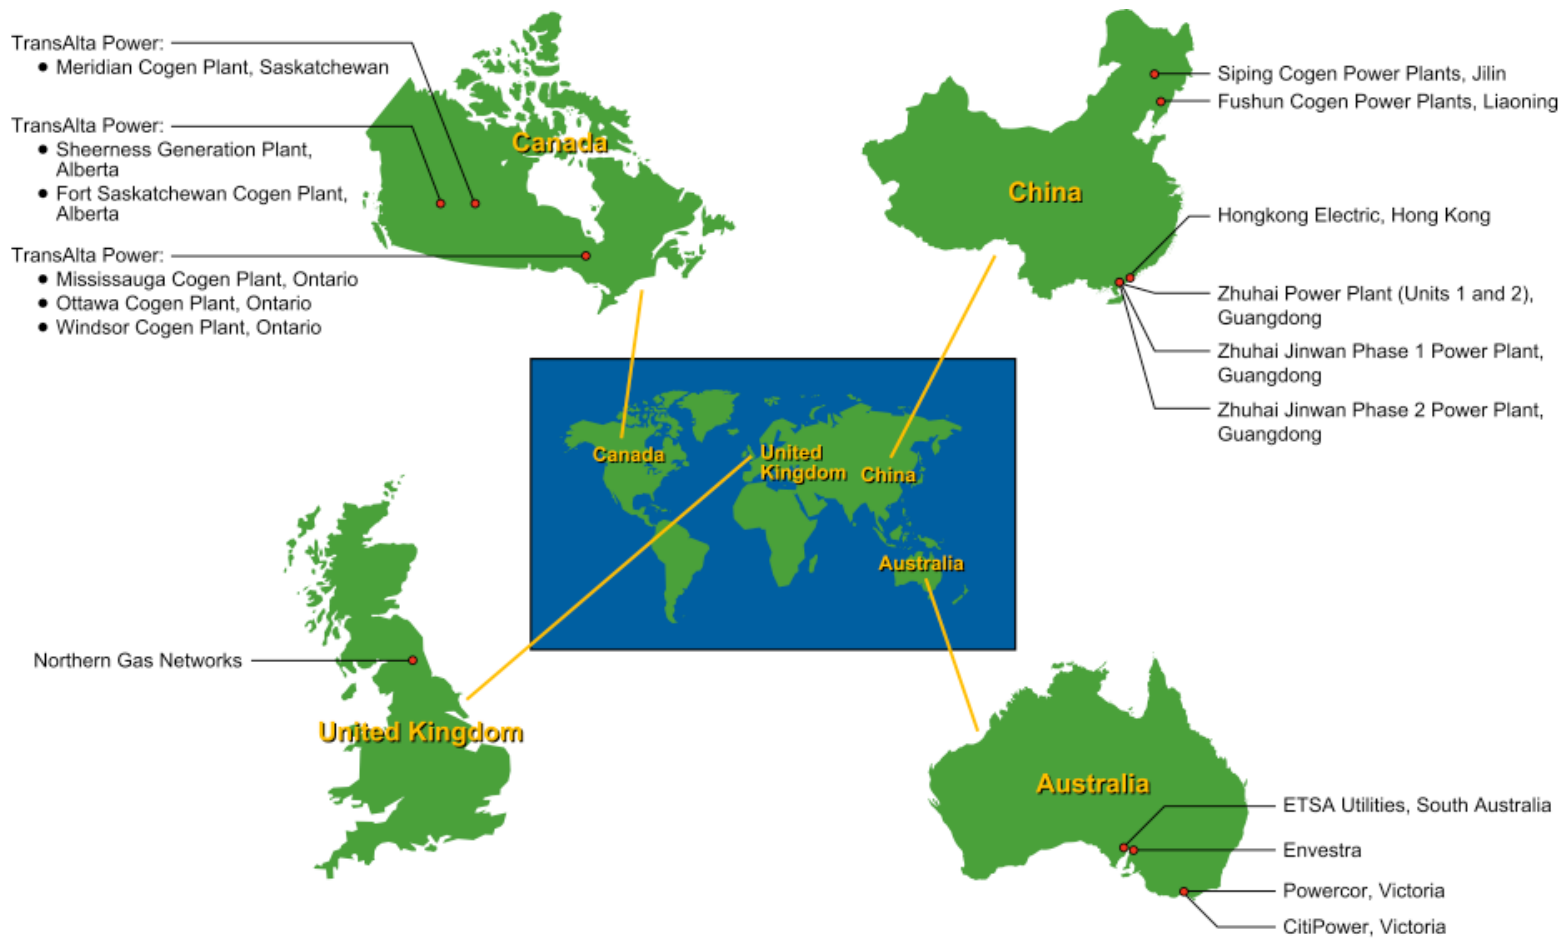 TransAlta Power:
● Meridian Cogen Plant, Saskatchewan
TransAlta Power:
● Sheerness Generation Plant,
Alberta
● Fort Saskatchewan Cogen Plant,
Alberta
TransAlta Power:
● Mississauga Cogen Plant, Ontario
● Ottawa Cogen Plant, Ontario
● Windsor Cogen Plant, Ontario
Canada
China
Siping Cogen Power Plants, Jilin
Fushun Cogen Power Plants, Liaoning
Hongkong Electric, Hong Kong
Zhuhai Power Plant (Units 1 and 2),
Guangdong
Zhuhai Jinwan Phase 1 Power Plant,
Guangdong
Zhuhai Jinwan Phase 2 Power Plant,
Guangdong
Canada
United
Kingdom
China
Australia
Northern Gas Networks
United Kingdom
Australia
ETSA Utilities, South Australia
Envestra
Powercor, Victoria
CitiPower, Victoria